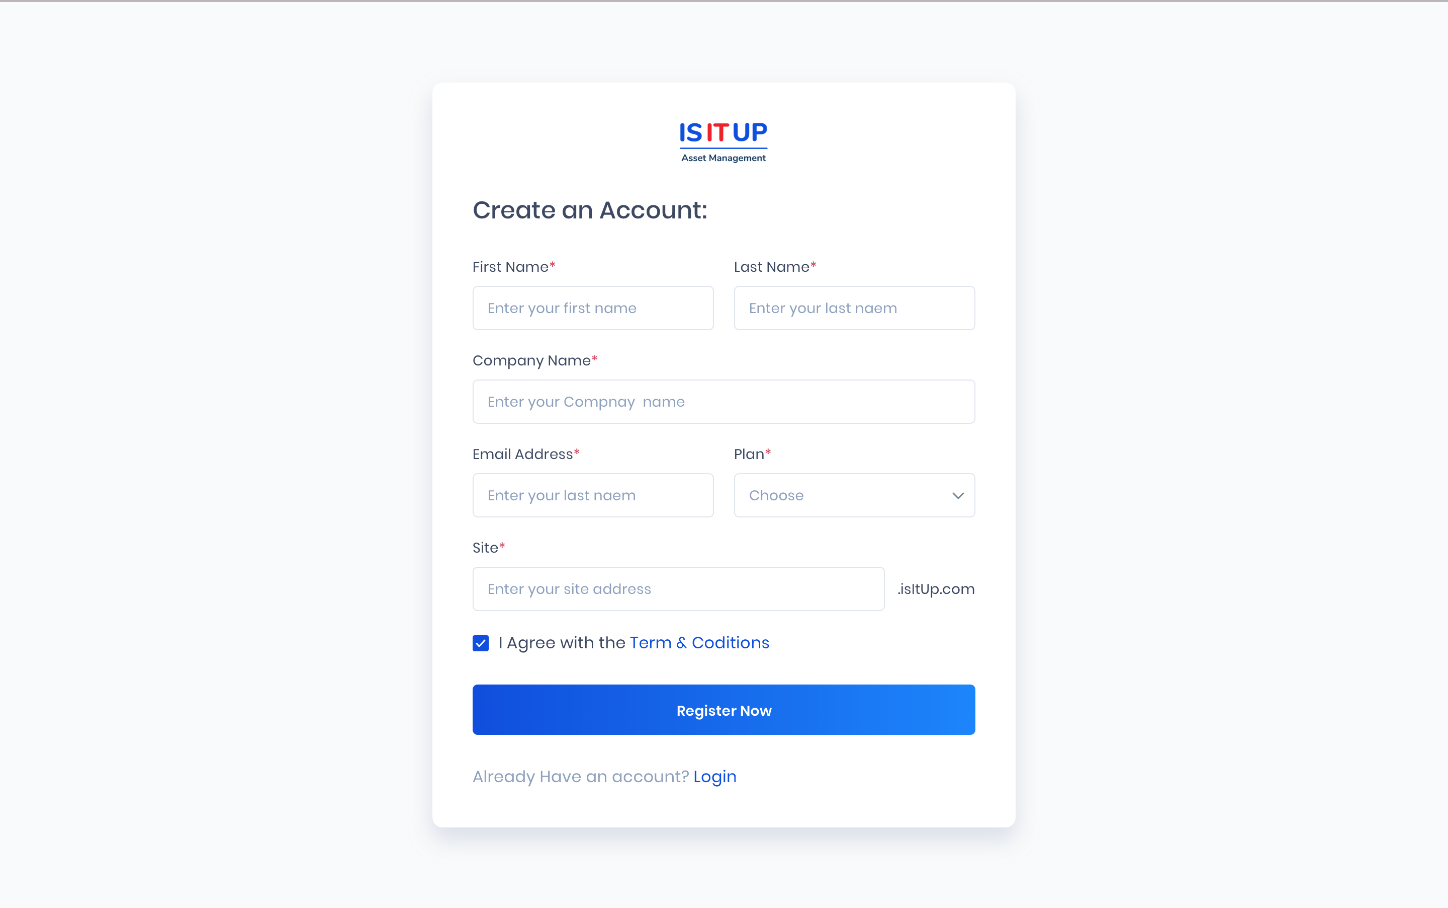 IS IT UP
Asset Management
Create an Account:
First Name*
Last Name*
Enter your first name
Enter your last naem
Company Name*
Enter your Compnay  name
Email Address*
Plan*
Enter your last naem
Choose
Site*
Enter your site address
.isItUp.com
I Agree with the Term & Coditions
Register Now
Already Have an account? Login